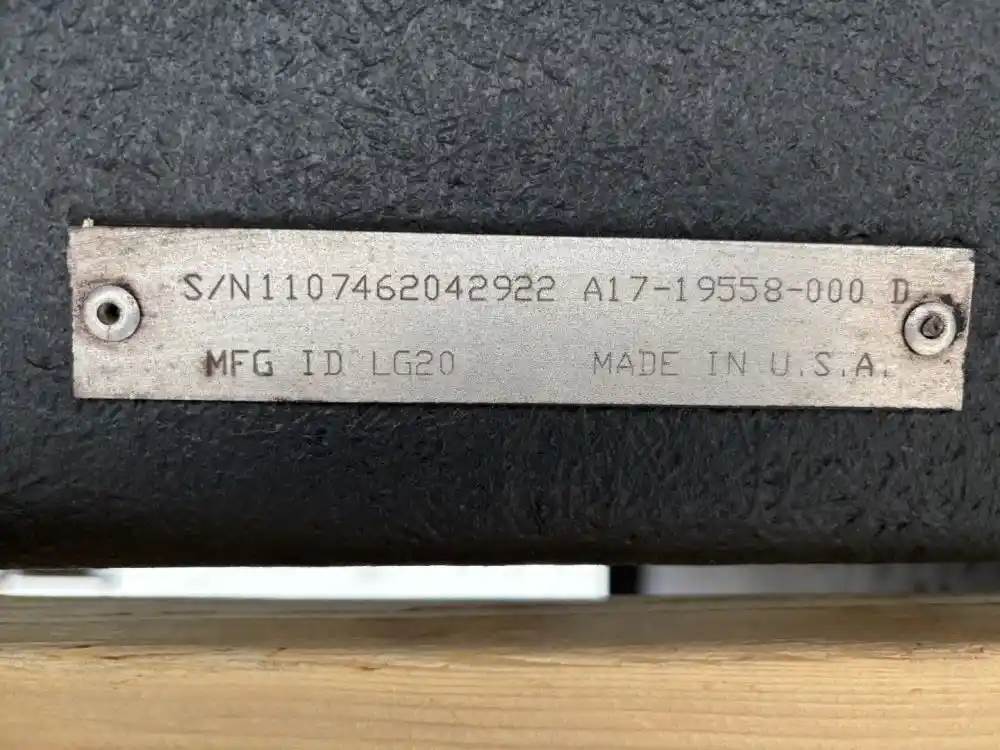 S/N1107462042922 A17-19558-000 D
MFG ID LG20 MADE IN U.S.A.